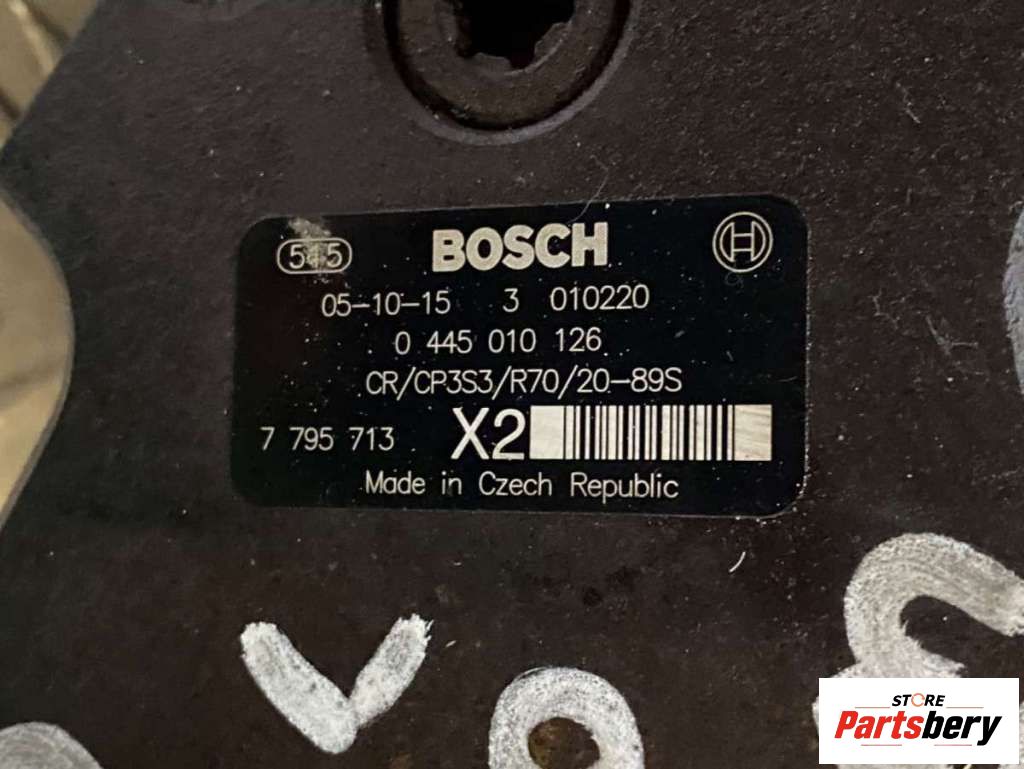 545 BOSCH
05-10-15 3 010220
0 445 010 126
CR/CP3S3/R70/20-89S
7 795 713 X2
Made in Czech Republic
STORE
Partsbery